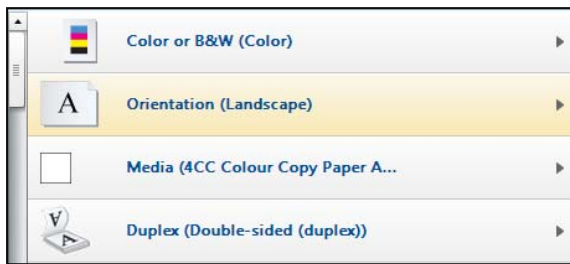 Color or B&W (Color)
A
Orientation (Landscape)
Media (4CC Colour Copy Paper A...
A
A
Duplex (Double-sided (duplex))